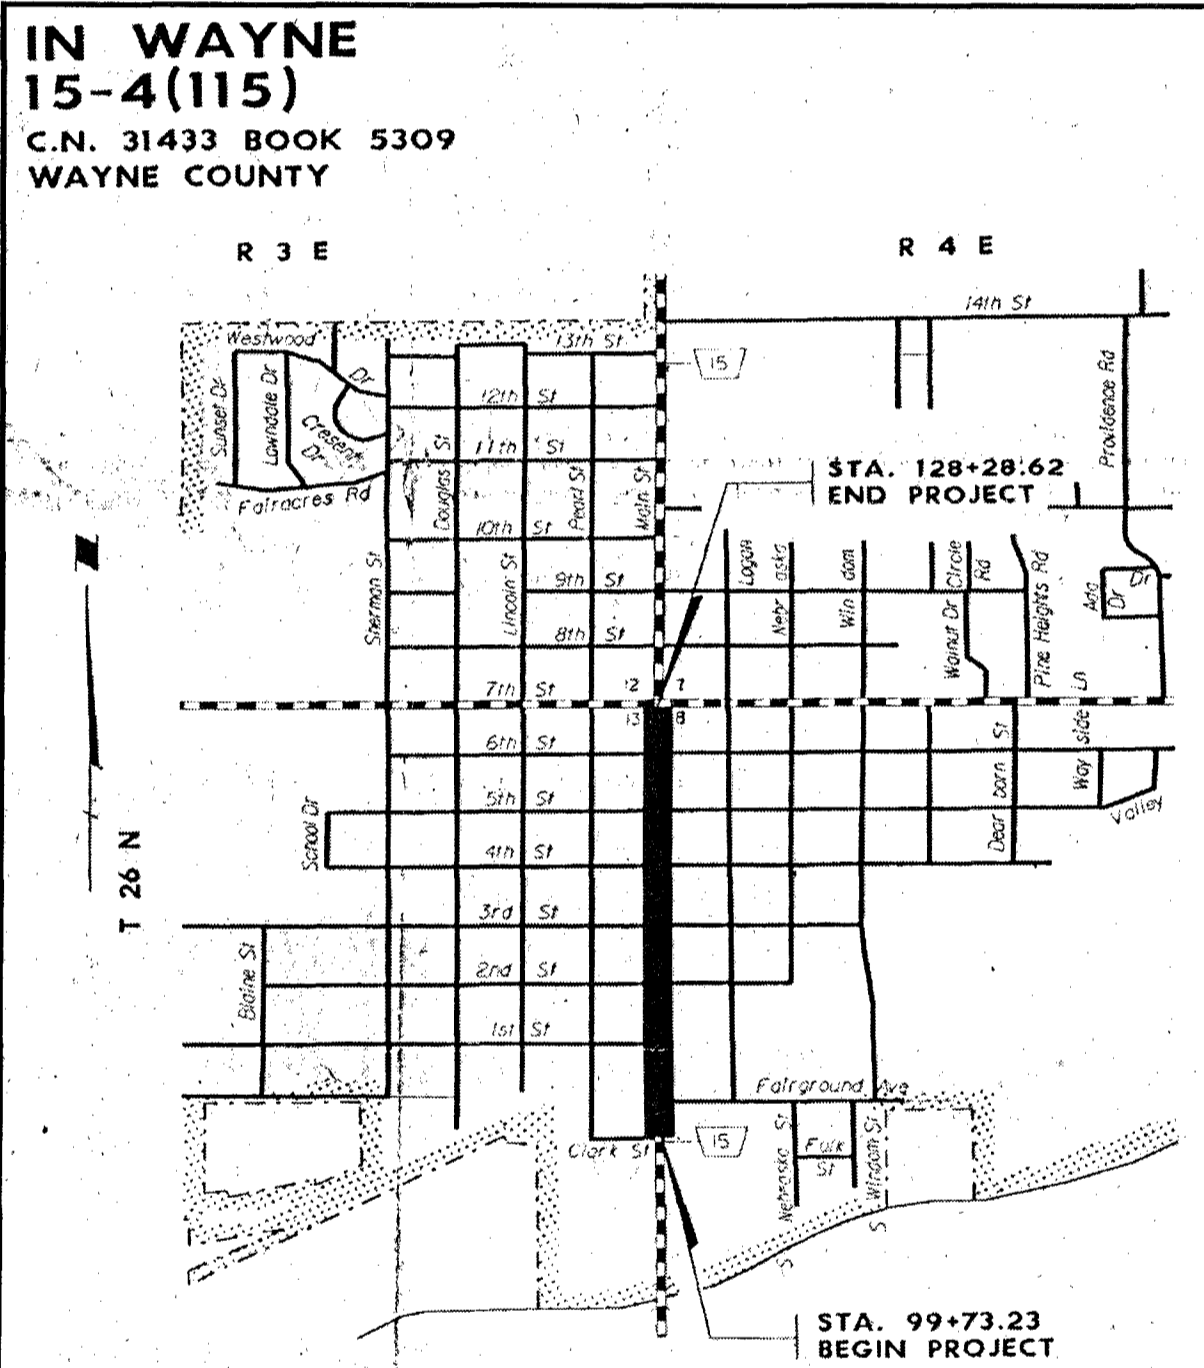 IN WAYNE
15-4(115)
C.N. 31433 BOOK 5309
WAYNE COUNTY
R 3 E
R 4 E
14th St
Westwood
Dr
13th St
15
Sunset Dr
Lawndale Dr
Cresent
Dr
12th St
11th St
Fairacres Rd
Douglas St
Pearl St
Main St
Providence Rd
STA. 128+28.62
END PROJECT
10th St
Sherman St
Lincoln St
9th St
8th St
Logan
Nebr aska
Win dom
Circle
Rd
Walnut Dr
Pine Heights Rd
Dr
Dr
7th St
12 7
13 8
6th St
5th St
School Dr
4th St
Dear born St
Way side Ln
Valley
T 26 N
3rd St
Blaine St
2nd St
1st St
Fairground Ave
Clark St
15
S Nebraska St
Folk
St
S Windom St
STA. 99+73.23
BEGIN PROJECT